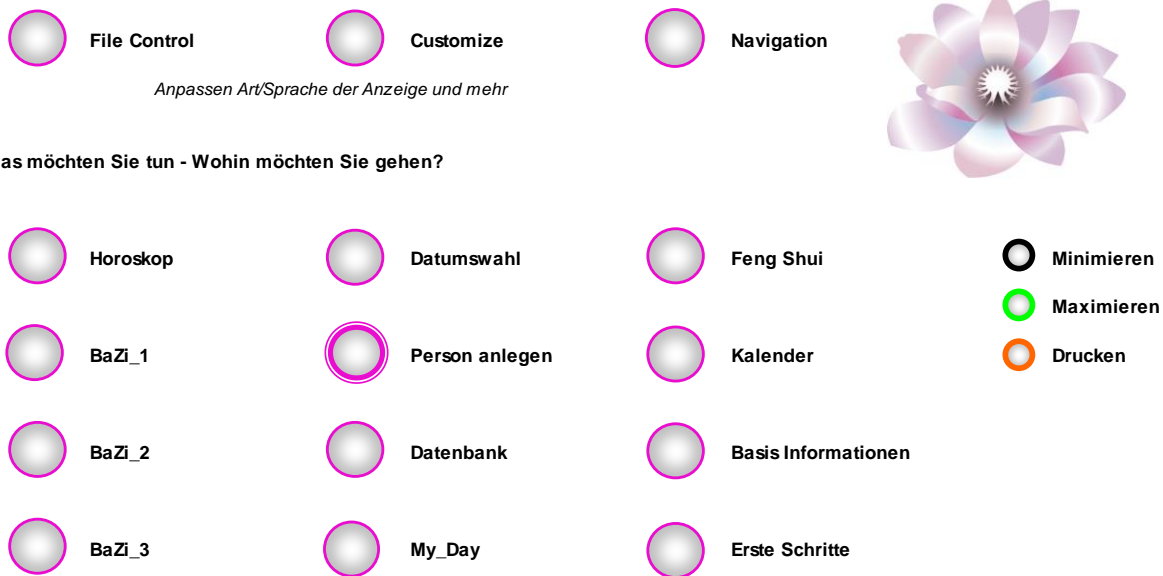 File Control Customize Navigation
Anpassen Art/Sprache der Anzeige und mehr
as möchten Sie tun - Wohin möchten Sie gehen?
Horoskop Datumswahl Feng Shui Minimieren
Maximieren
BaZi_1 Person anlegen Kalender Drucken
BaZi_2 Datenbank Basis Informationen
BaZi_3 My_Day Erste Schritte